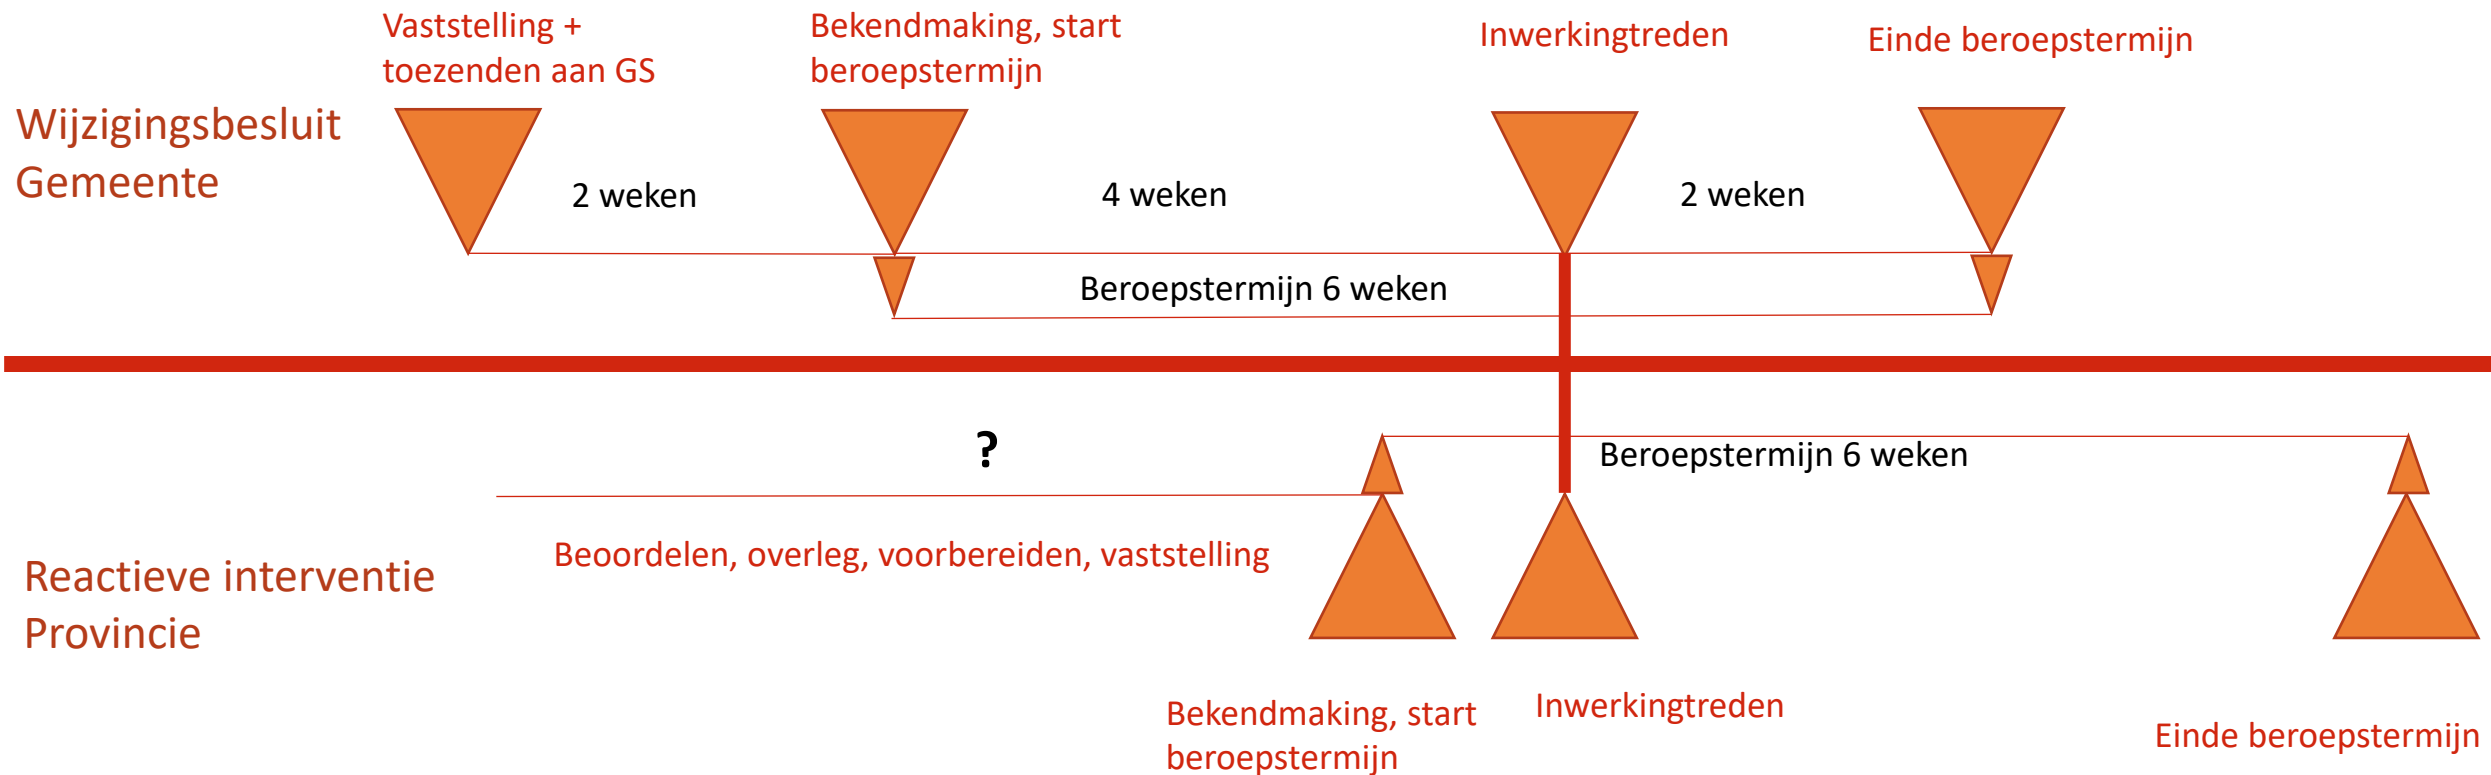 Vaststelling +
toezenden aan GS
Bekendmaking, start
beroepstermijn
Inwerkingtreden
Einde beroepstermijn
Wijzigingsbesluit
Gemeente
2 weken
4 weken
2 weken
Beroepstermijn 6 weken
?
Beroepstermijn 6 weken
Beoordelen, overleg, voorbereiden, vaststelling
Reactieve interventie
Provincie
Bekendmaking, start
beroepstermijn
Inwerkingtreden
Einde beroepstermijn